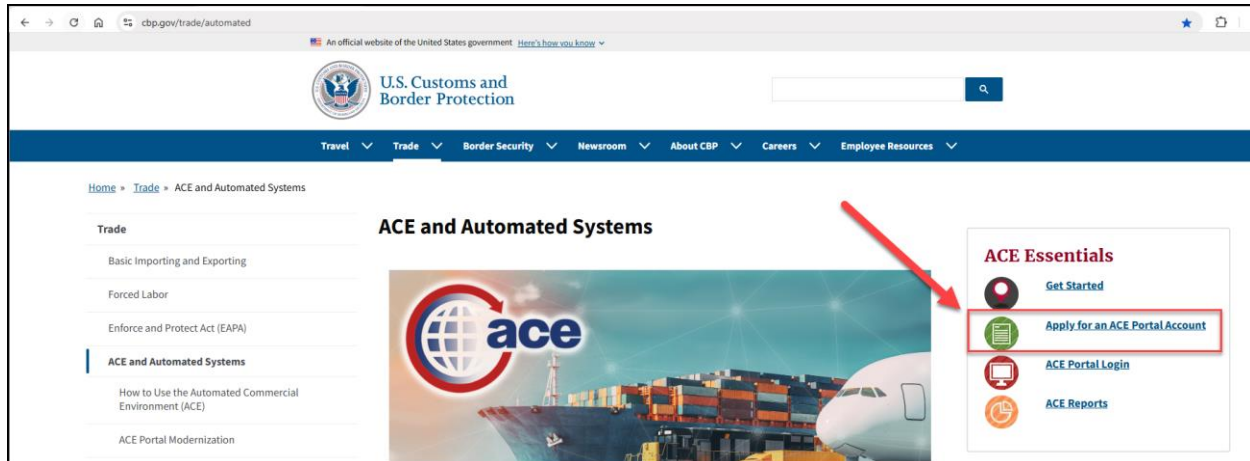 cbp.gov/trade/automated
An official website of the United States government Here's how you know
U.S. Customs and
Border Protection
Travel Trade Border Security Newsroom About CBP Careers Employee Resources
Home » Trade » ACE and Automated Systems
Trade
Basic Importing and Exporting
Forced Labor
Enforce and Protect Act (EAPA)
ACE and Automated Systems
How to Use the Automated Commercial
Environment (ACE)
ACE Portal Modernization
ACE and Automated Systems
ace
ACE Essentials
Get Started
Apply for an ACE Portal Account
ACE Portal Login
ACE Reports